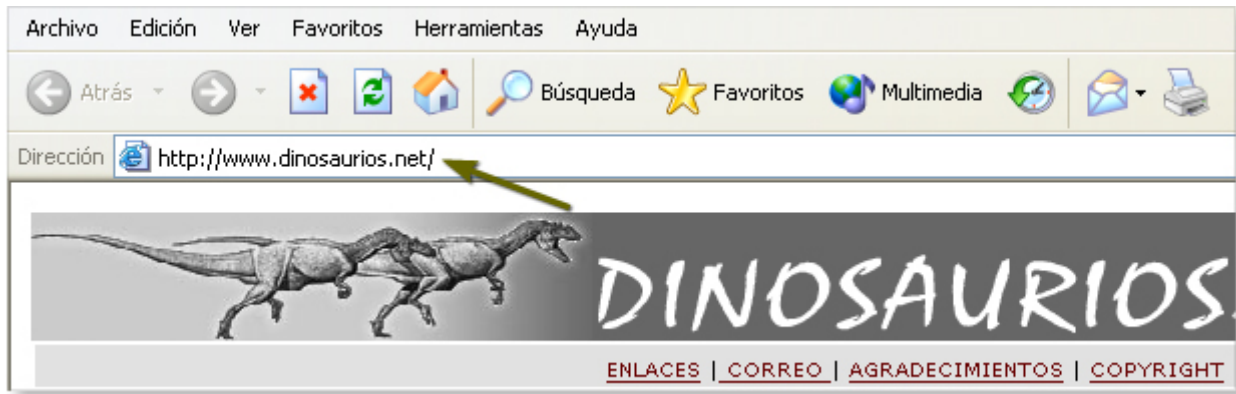 Archivo Edición Ver Favoritos Herramientas Ayuda
Atrás Búsqueda Favoritos Multimedia
Dirección http://www.dinosaurios.net/
DINOSAURIOS.
ENLACES | CORREO | AGRADECIMIENTOS | COPYRIGHT